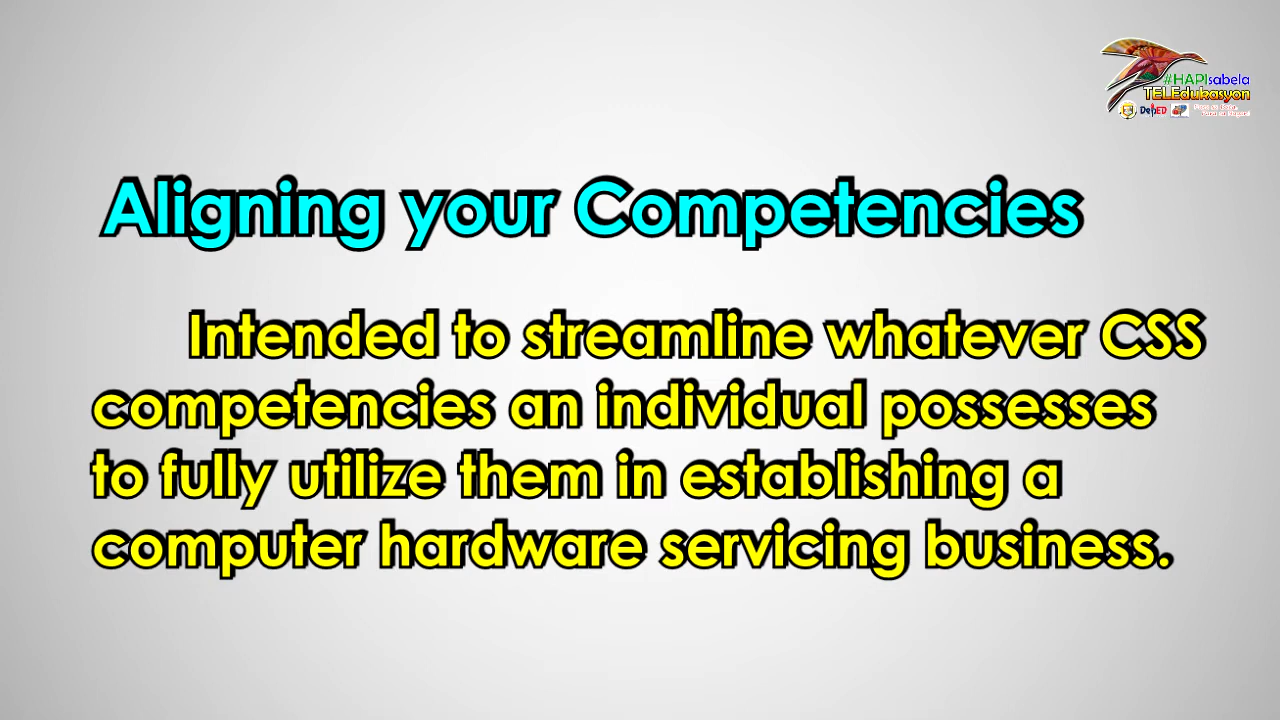 #HAPIsabela
TELEdukasyon
DepED
Aligning your Competencies
Intended to streamline whatever CSS
competencies an individual possesses
to fully utilize them in establishing a
computer hardware servicing business.